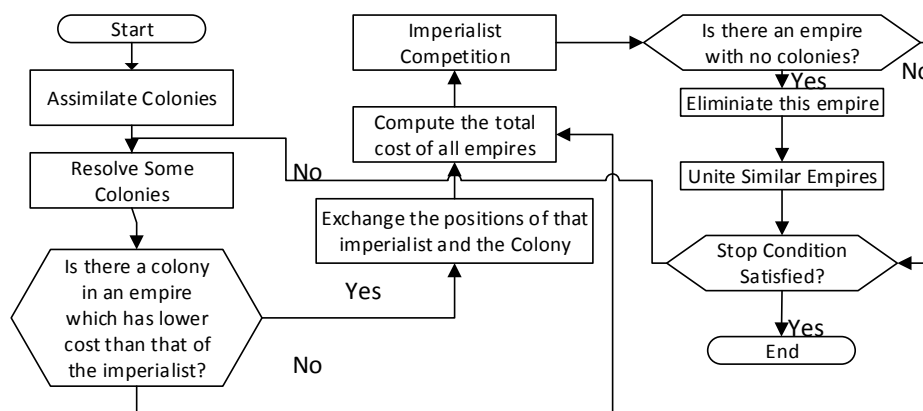 Start
Assimilate Colonies
Resolve Some
Colonies
Is there a colony
in an empire
which has lower
cost than that of
the imperialist?
Yes
No
No
Exchange the positions of that
imperialist and the Colony
Compute the total
cost of all empires
Imperialist
Competition
Is there an empire
with no colonies?
No
Yes
Eliminiate this empire
Unite Similar Empires
Stop Condition
Satisfied?
Yes
End